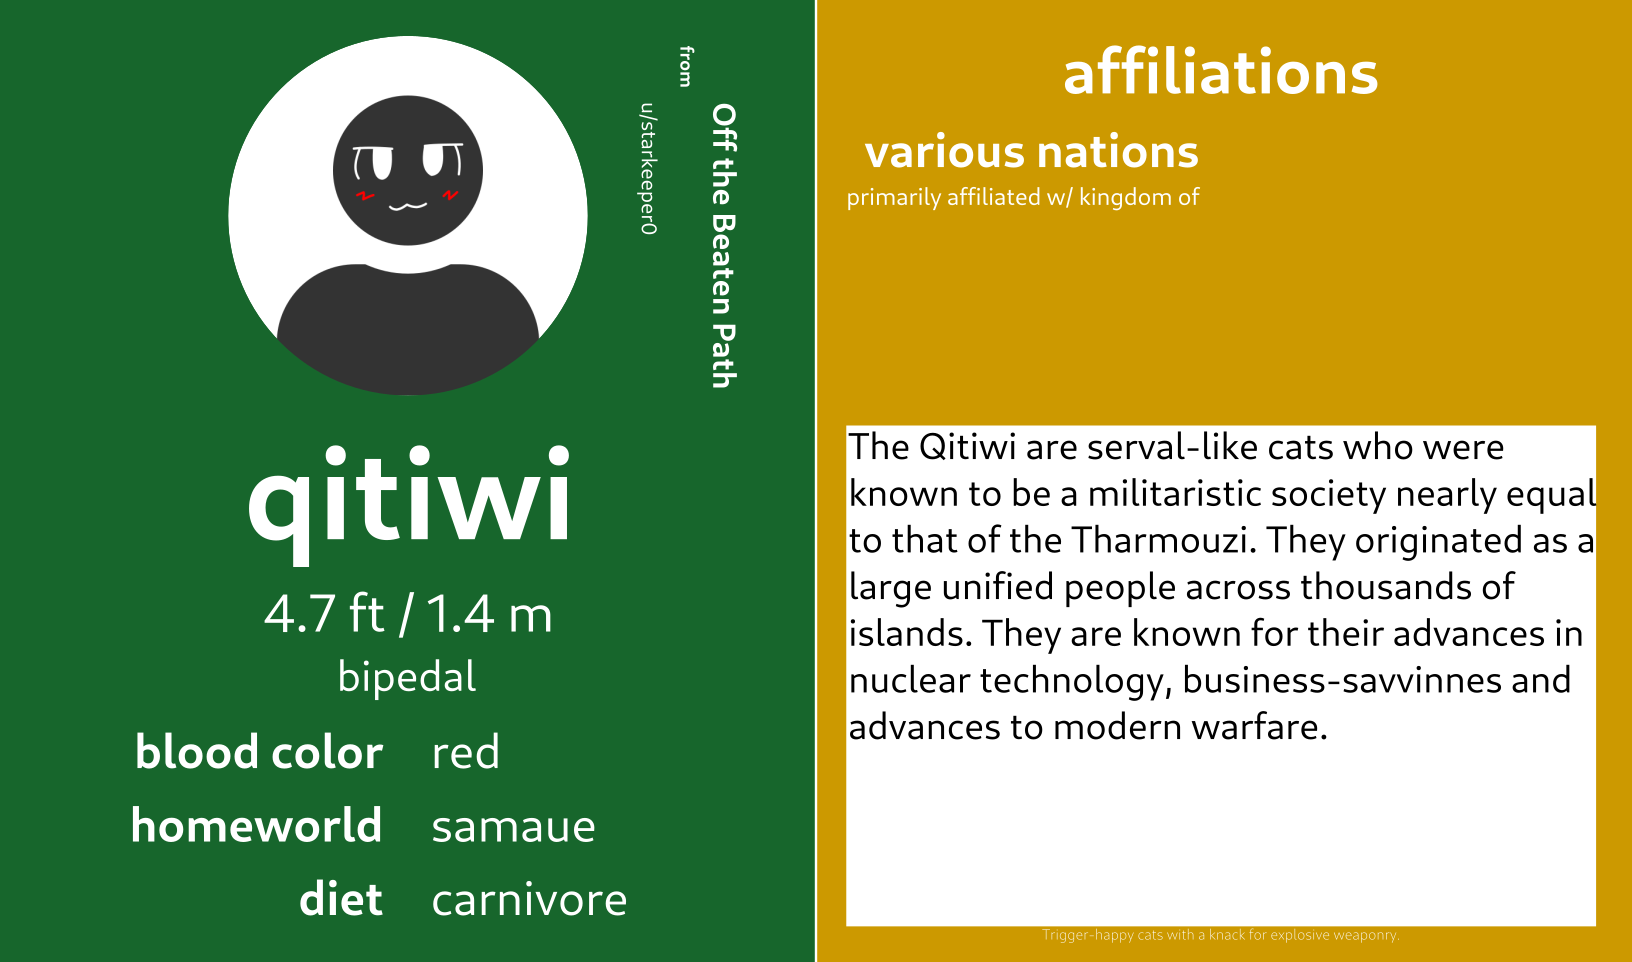 from
Off the Beaten Path
u/starkeeper0
qitiwi
4.7 ft / 1.4 m
bipedal
blood color red
homeworld samaue
diet carnivore
affiliations
various nations
primarily affiliated w/ kingdom of
The Qitiwi are serval-like cats who were
known to be a militaristic society nearly equal
to that of the Tharmouzi. They originated as a
large unified people across thousands of
islands. They are known for their advances in
nuclear technology, business-savvinnes and
advances to modern warfare.
Trigger-happy cats with a knack for explosive weaponry.